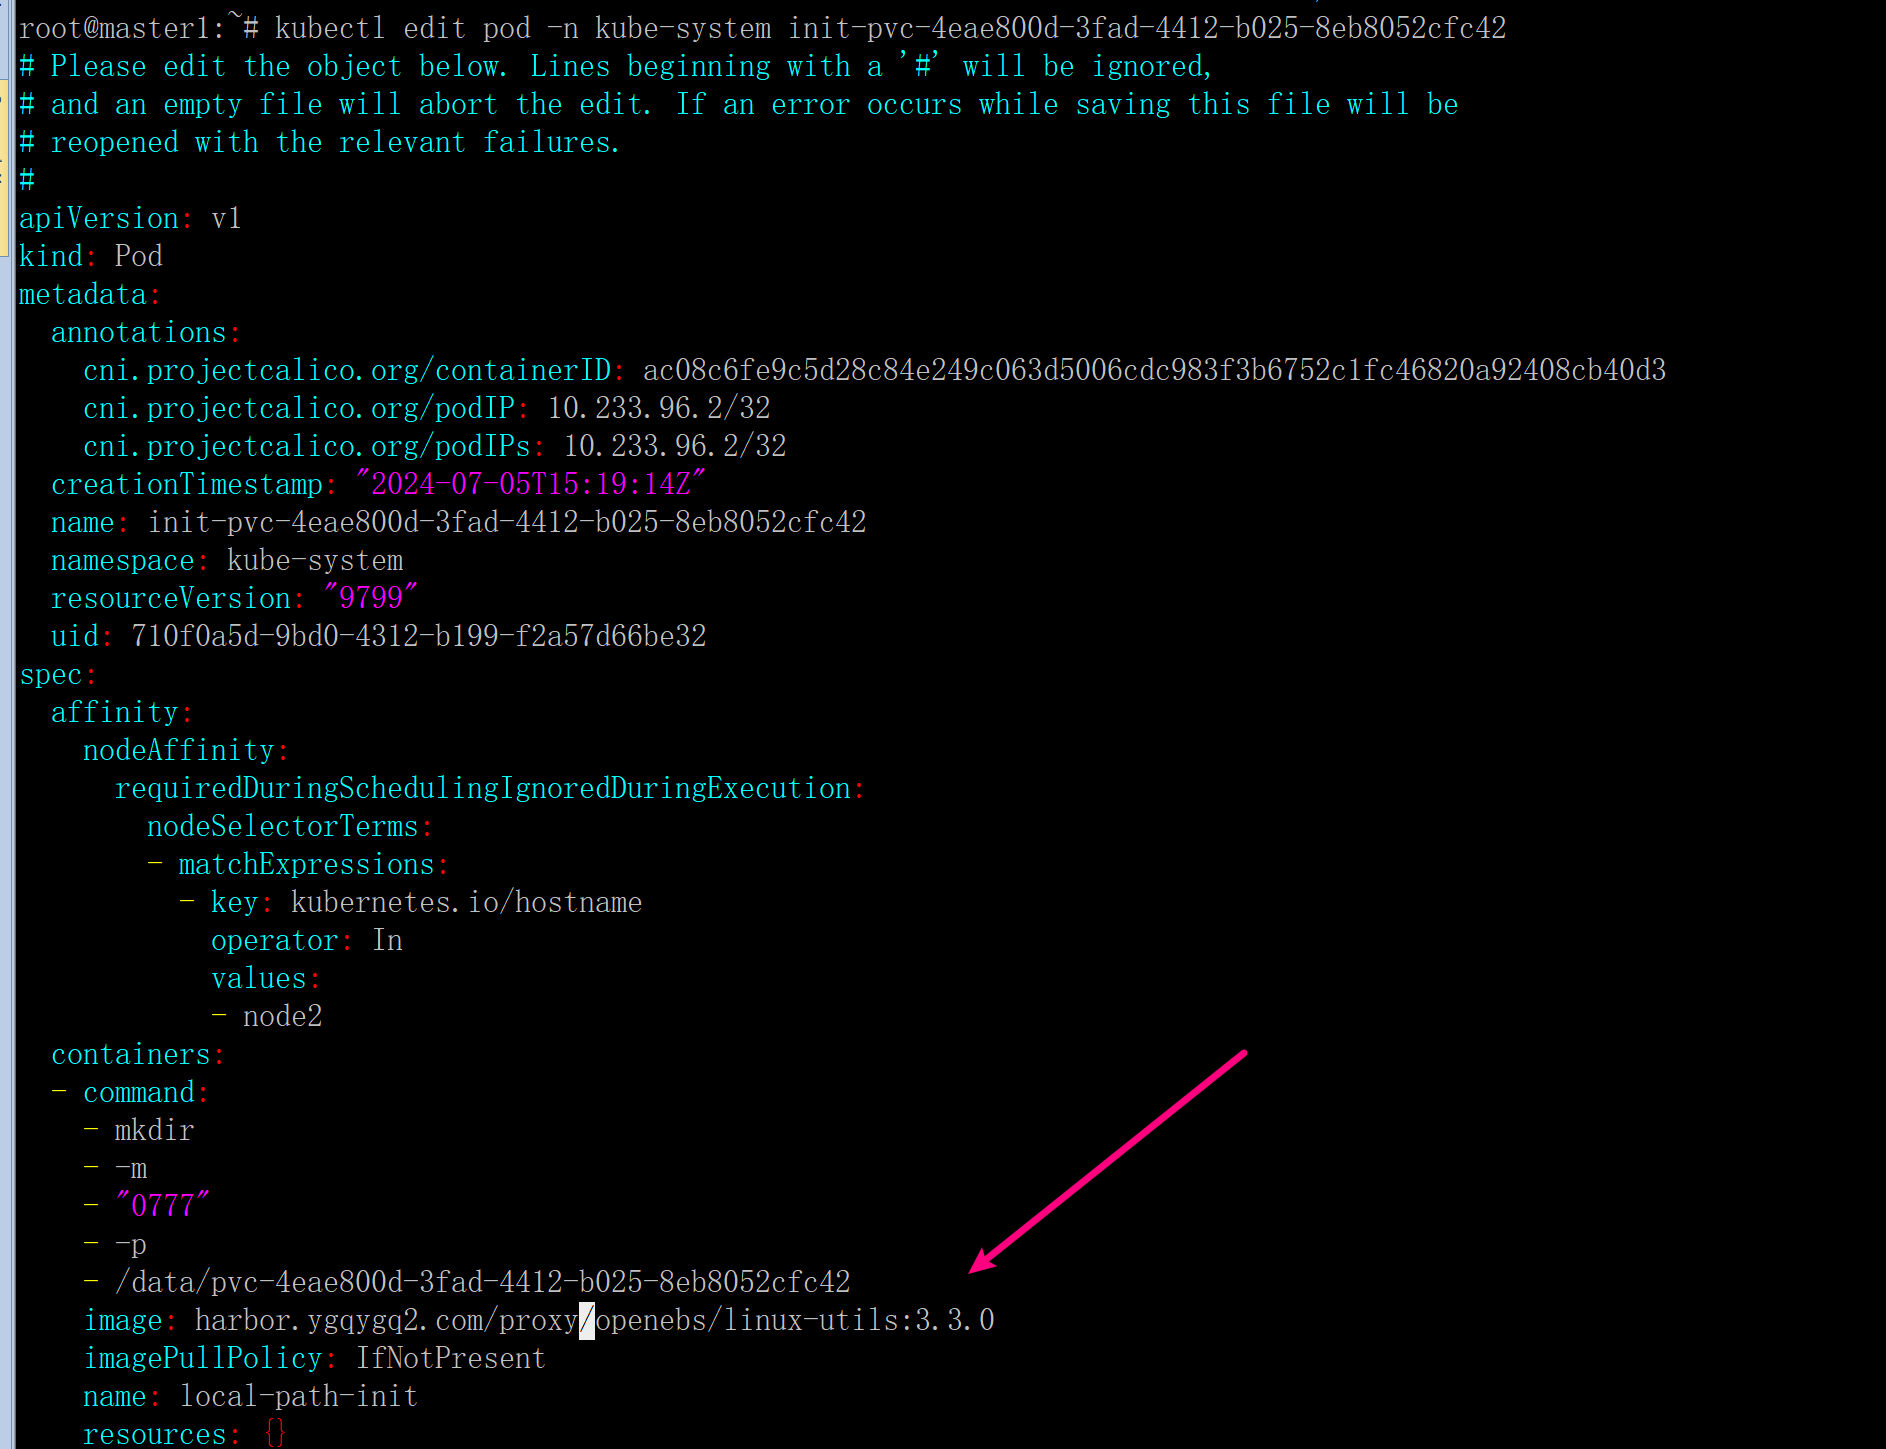 root@master1:~# kubectl edit pod -n kube-system init-pvc-4eae800d-3fad-4412-b025-8eb8052cfc42
# Please edit the object below. Lines beginning with a '#' will be ignored,
# and an empty file will abort the edit. If an error occurs while saving this file will be
# reopened with the relevant failures.
#
apiVersion: v1
kind: Pod
metadata:
  annotations:
    cni.projectcalico.org/containerID: ac08c6fe9c5d28c84e249c063d5006cdc983f3b6752c1fc46820a92408cb40d3
    cni.projectcalico.org/podIP: 10.233.96.2/32
    cni.projectcalico.org/podIPs: 10.233.96.2/32
  creationTimestamp: "2024-07-05T15:19:14Z"
  name: init-pvc-4eae800d-3fad-4412-b025-8eb8052cfc42
  namespace: kube-system
  resourceVersion: "9799"
  uid: 710f0a5d-9bd0-4312-b199-f2a57d66be32
spec:
  affinity:
    nodeAffinity:
      requiredDuringSchedulingIgnoredDuringExecution:
        nodeSelectorTerms:
        - matchExpressions:
          - key: kubernetes.io/hostname
            operator: In
            values:
            - node2
  containers:
  - command:
    - mkdir
    - -m
    - "0777"
    - -p
    - /data/pvc-4eae800d-3fad-4412-b025-8eb8052cfc42
    image: harbor.ygqygq2.com/proxy/openebs/linux-utils:3.3.0
    imagePullPolicy: IfNotPresent
    name: local-path-init
    resources: {}